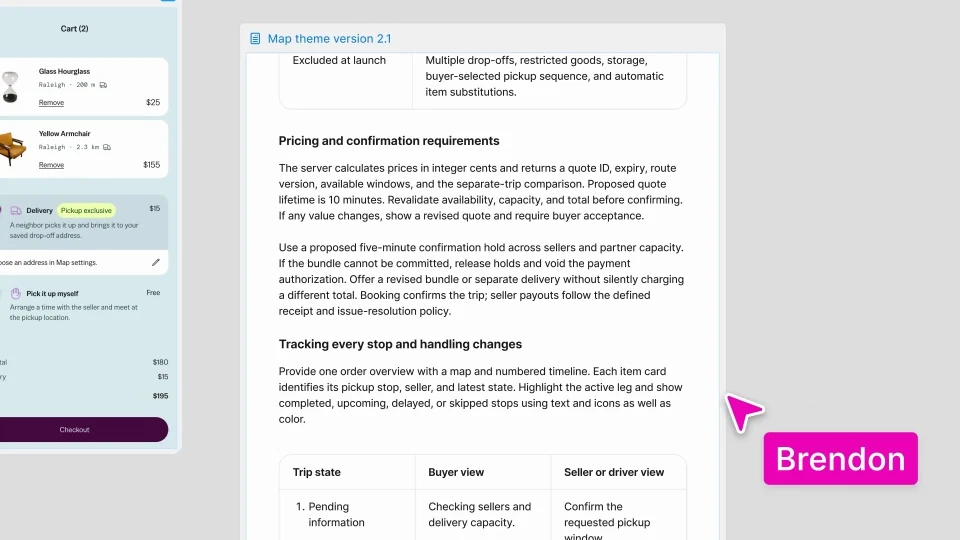 Cart (2)
Glass Hourglass
Raleigh · 200 m
Remove
$25
Yellow Armchair
Raleigh · 2.3 km
Remove
$155
Delivery
Pickup exclusive
$15
A neighbor picks it up and brings it to your
saved drop-off address.
an address in Map settings.
Pick it up myself
Free
Arrange a time with the seller and meet at
the pickup location.
$180
$15
$195
Checkout
Map theme version 2.1
Excluded at launch
Multiple drop-offs, restricted goods, storage,
buyer-selected pickup sequence, and automatic
item substitutions.
Pricing and confirmation requirements
The server calculates prices in integer cents and returns a quote ID, expiry, route
version, available windows, and the separate-trip comparison. Proposed quote
lifetime is 10 minutes. Revalidate availability, capacity, and total before confirming.
If any value changes, show a revised quote and require buyer acceptance.
Use a proposed five-minute confirmation hold across sellers and partner capacity.
If the bundle cannot be committed, release holds and void the payment
authorization. Offer a revised bundle or separate delivery without silently charging
a different total. Booking confirms the trip; seller payouts follow the defined
receipt and issue-resolution policy.
Tracking every stop and handling changes
Provide one order overview with a map and numbered timeline. Each item card
identifies its pickup stop, seller, and latest state. Highlight the active leg and show
completed, upcoming, delayed, or skipped stops using text and icons as well as
color.
Trip state
Buyer view
Seller or driver view
1. Pending
information
Checking sellers and
delivery capacity.
Confirm the
requested pickup
window.
Brendon